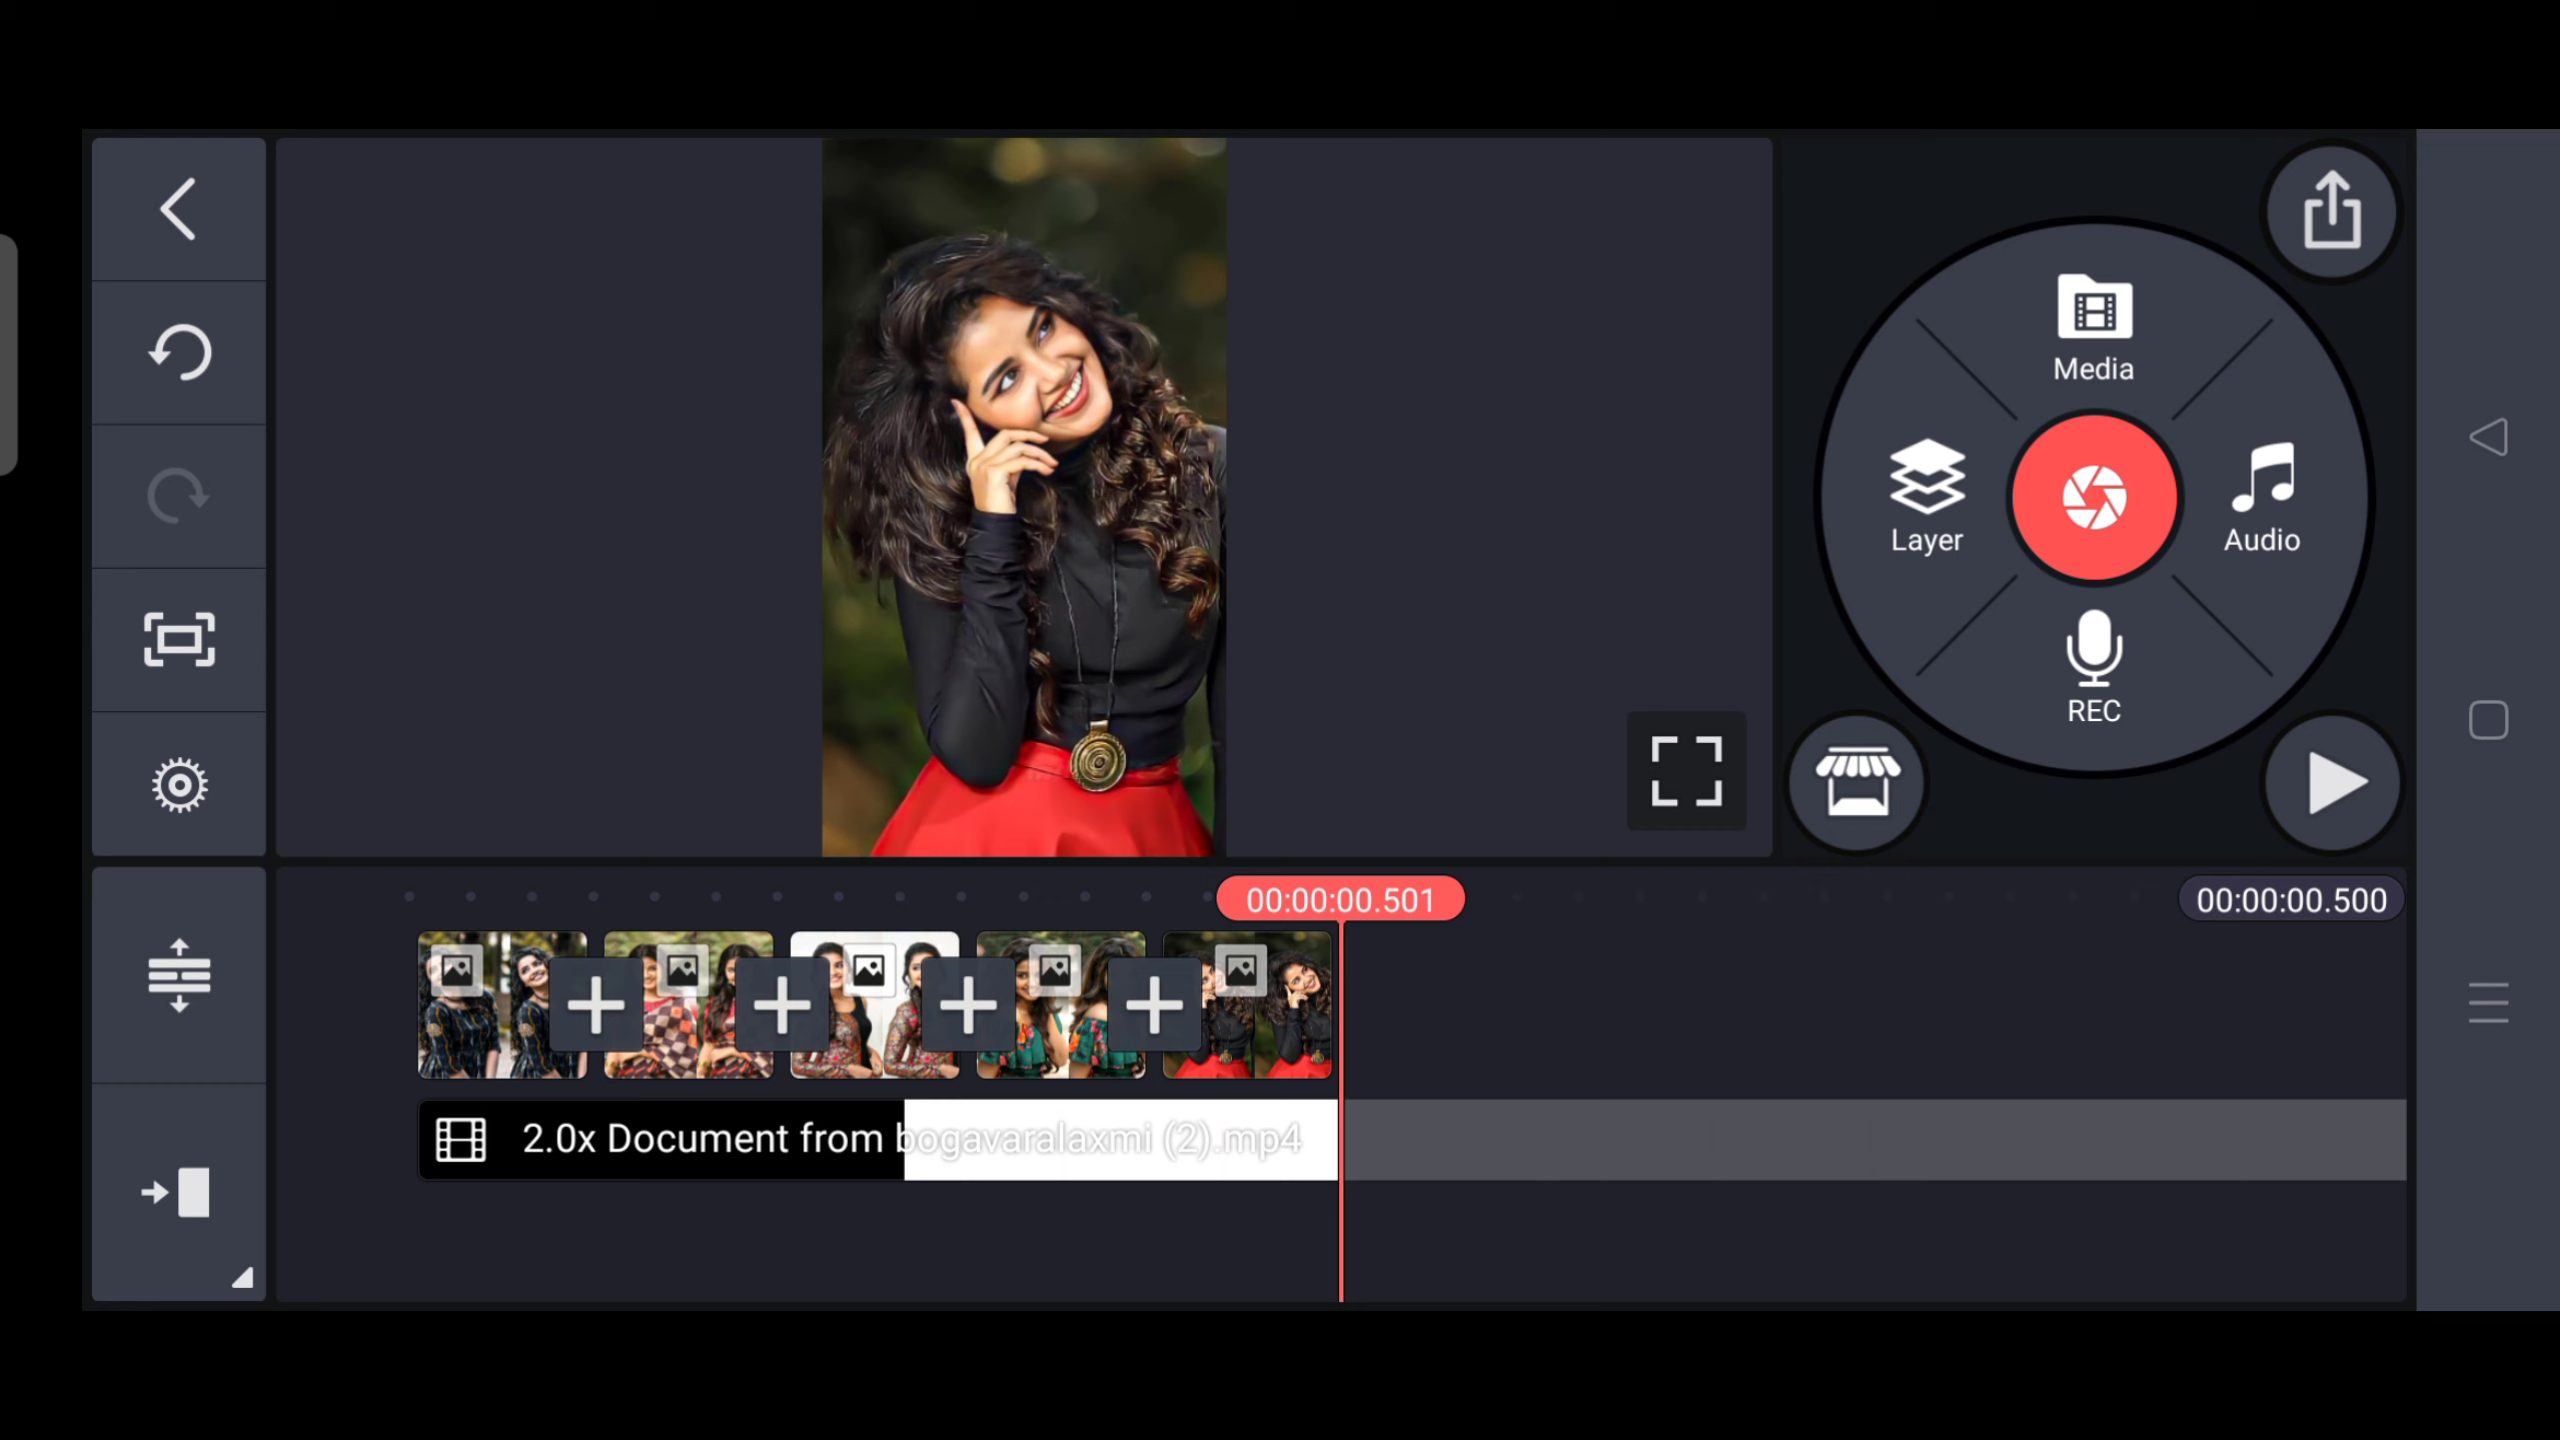 Media
Layer
Audio
REC
00:00:00.501
00:00:00.500
2.0x Document from bogavaralaxmi (2).mp4